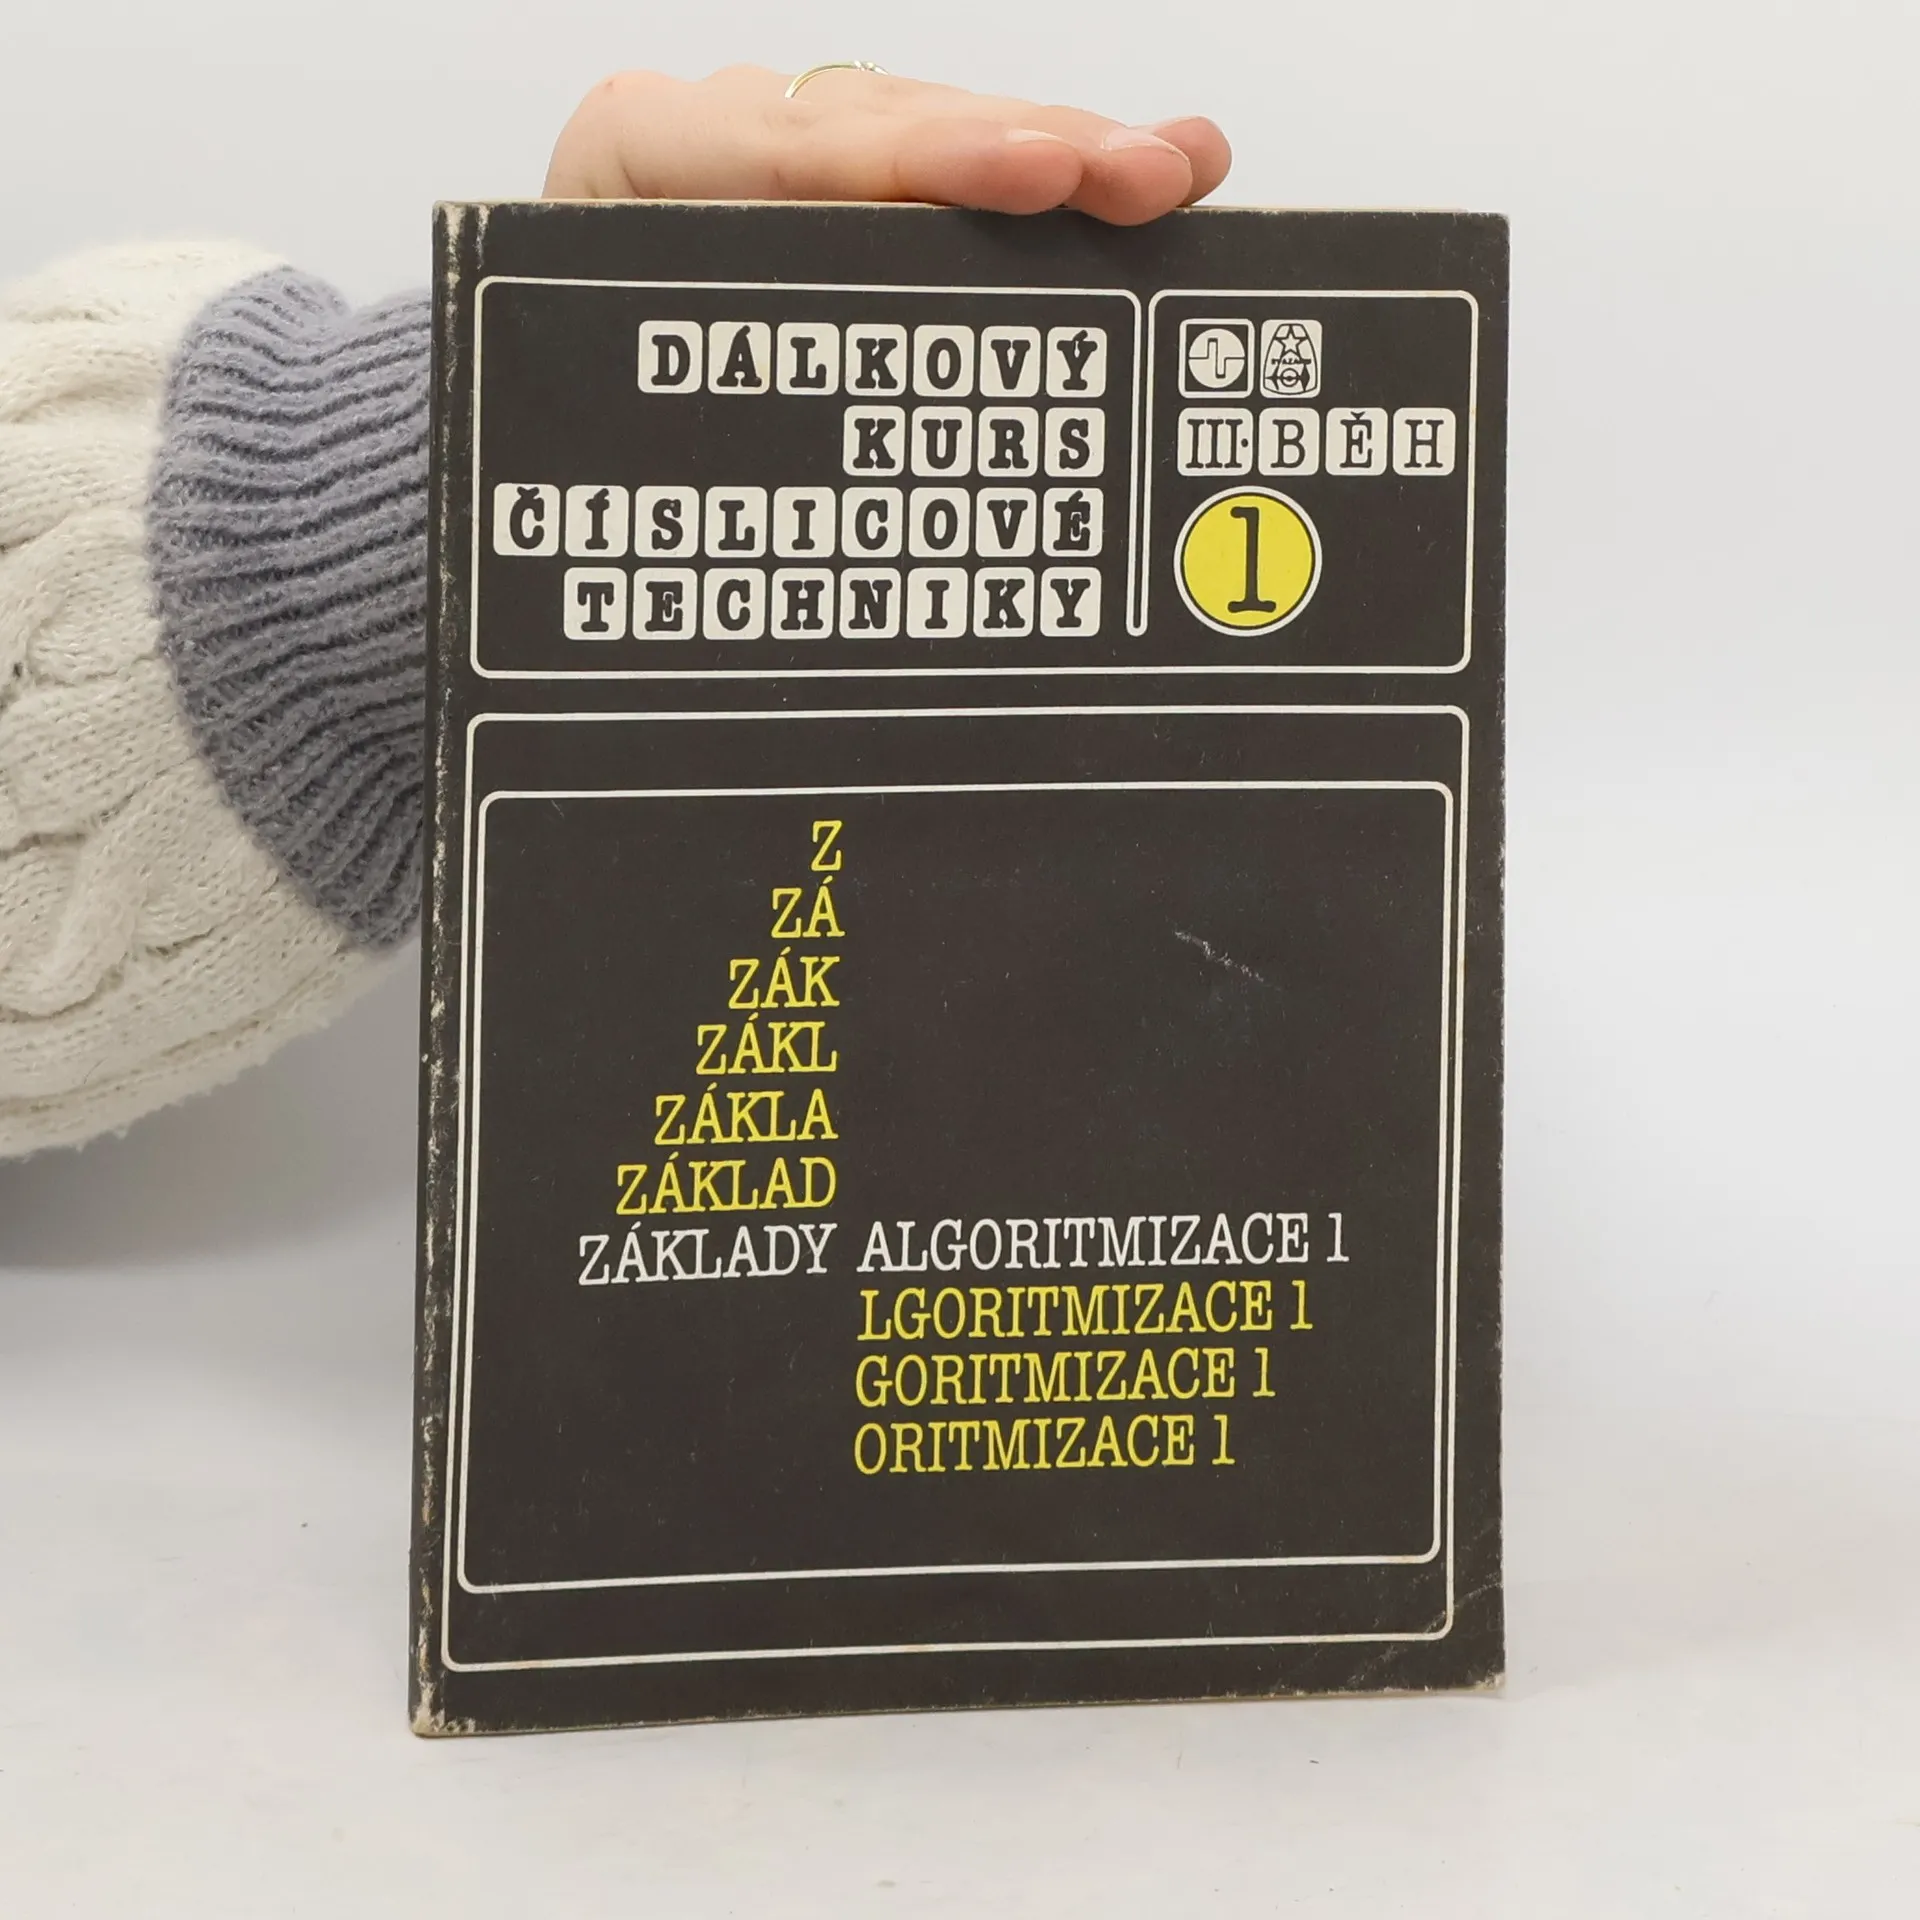 DÁLKOVÝ
KURS
ČÍSLICOVÉ
TECHNIKY
III. BĚH
1
Z
ZÁ
ZÁK
ZÁKL
ZÁKLA
ZÁKLAD
ZÁKLADY ALGORITMIZACE 1
LGORITMIZACE 1
GORITMIZACE 1
ORITMIZACE 1